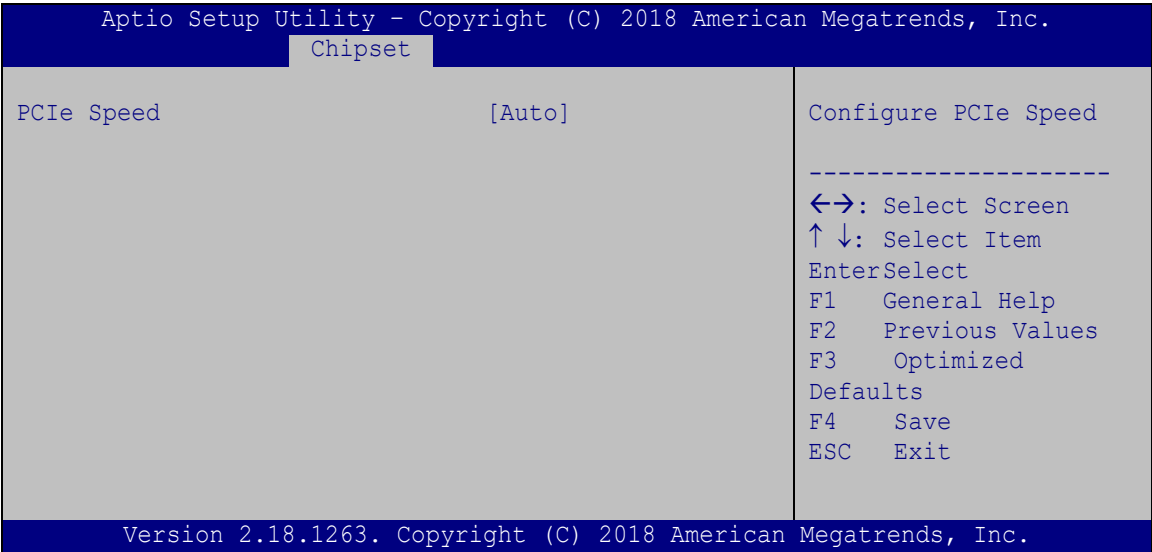 Aptio Setup Utility – Copyright (C) 2018 American Megatrends, Inc.
Chipset
PCIe Speed [Auto]
Configure PCIe Speed
---------------------
←→: Select Screen
↑ ↓: Select Item
EnterSelect
F1 General Help
F2 Previous Values
F3 Optimized
Defaults
F4 Save
ESC Exit
Version 2.18.1263. Copyright (C) 2018 American Megatrends, Inc.